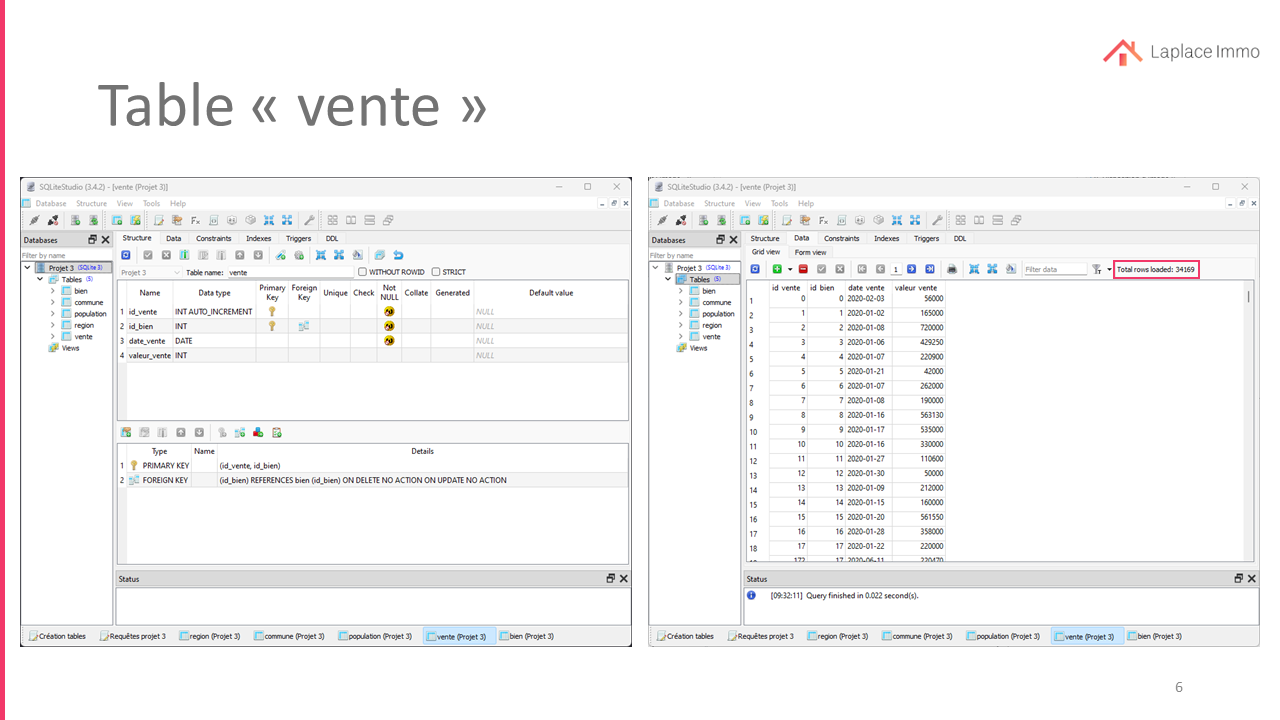 Laplace Immo
Table « vente »
SQLiteStudio (3.4.2) - [vente (Projet 3)]
Database Structure View Tools Help
Databases
Filter by name
Projet 3 (SQLite 3)
Tables (5)
bien
commune
population
region
vente
Views
Structure Data Constraints Indexes Triggers DDL
Projet 3 Table name: vente WITHOUT ROWID STRICT
Name Data type Primary Key Foreign Key Unique Check Not NULL Collate Generated Default value
1 id_vente INT AUTO_INCREMENT NULL
2 id_bien INT NULL
3 date_vente DATE NULL
4 valeur_vente INT NULL
Type Name Details
1 PRIMARY KEY (id_vente, id_bien)
2 FOREIGN KEY (id_bien) REFERENCES bien (id_bien) ON DELETE NO ACTION ON UPDATE NO ACTION
Status
Création tables Requêtes projet 3 region (Projet 3) commune (Projet 3) population (Projet 3) vente (Projet 3) bien (Projet 3)
SQLiteStudio (3.4.2) - [vente (Projet 3)]
Database Structure View Tools Help
Databases
Filter by name
Projet 3 (SQLite 3)
Tables (5)
bien
commune
population
region
vente
Views
Structure Data Constraints Indexes Triggers DDL
Grid view Form view
1 Filter data Total rows loaded: 34169
id_vente id_bien date_vente valeur_vente
1 0 0 2020-02-03 56000
2 1 1 2020-01-02 165000
3 2 2 2020-01-08 720000
4 3 3 2020-01-06 429250
5 4 4 2020-01-07 220900
6 5 5 2020-01-21 42000
7 6 6 2020-01-07 262000
8 7 7 2020-01-08 190000
9 8 8 2020-01-16 563130
10 9 9 2020-01-17 535000
11 10 10 2020-01-16 330000
12 11 11 2020-01-27 110600
13 12 12 2020-01-30 50000
14 13 13 2020-01-09 212000
15 14 14 2020-01-15 160000
16 15 15 2020-01-20 561550
17 16 16 2020-01-28 358000
18 17 17 2020-01-22 220000
172 17 2020-06-11 220470
Status
[09:32:11] Query finished in 0.022 second(s).
Création tables Requêtes projet 3 region (Projet 3) commune (Projet 3) population (Projet 3) vente (Projet 3) bien (Projet 3)
6